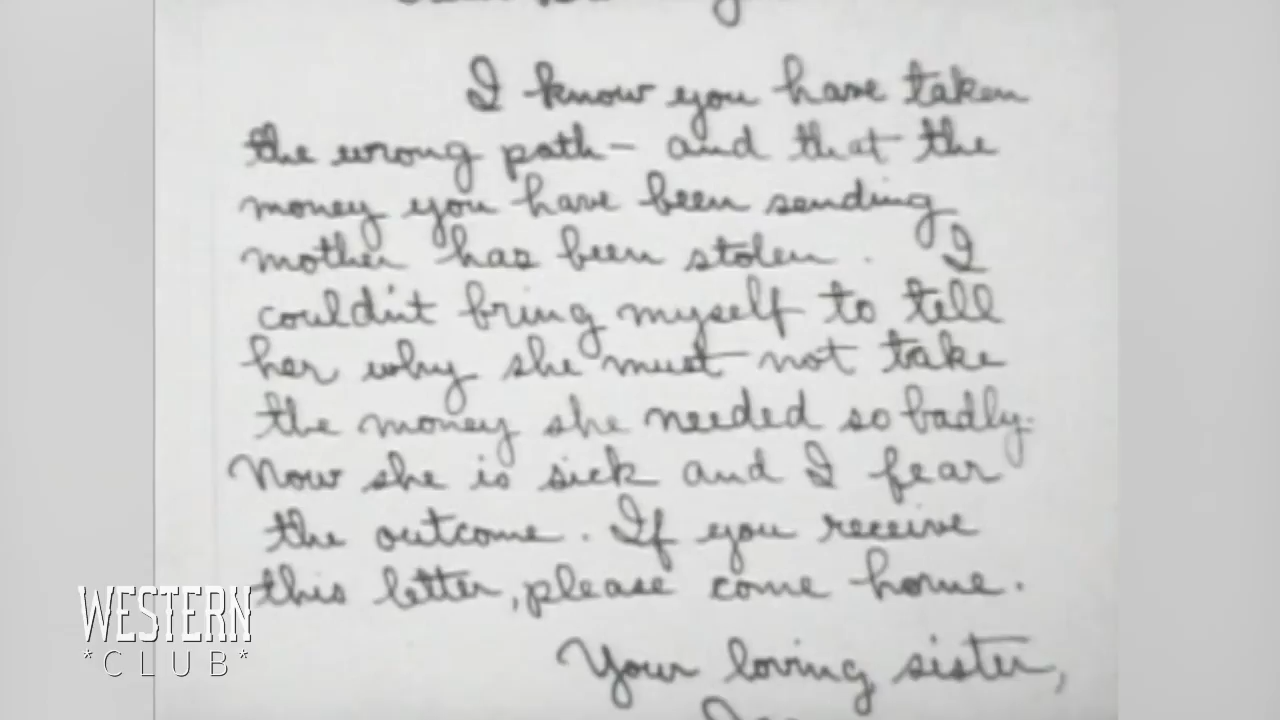 I know you have taken
the wrong path- and that the
money you have been sending
mother has been stolen. I
couldn't bring myself to tell
her why she must not take
the money she needed so badly.
Now she is sick and I fear
the outcome. If you receive
this letter, please come home.
Your loving sister,
WESTERN
*CLUB*